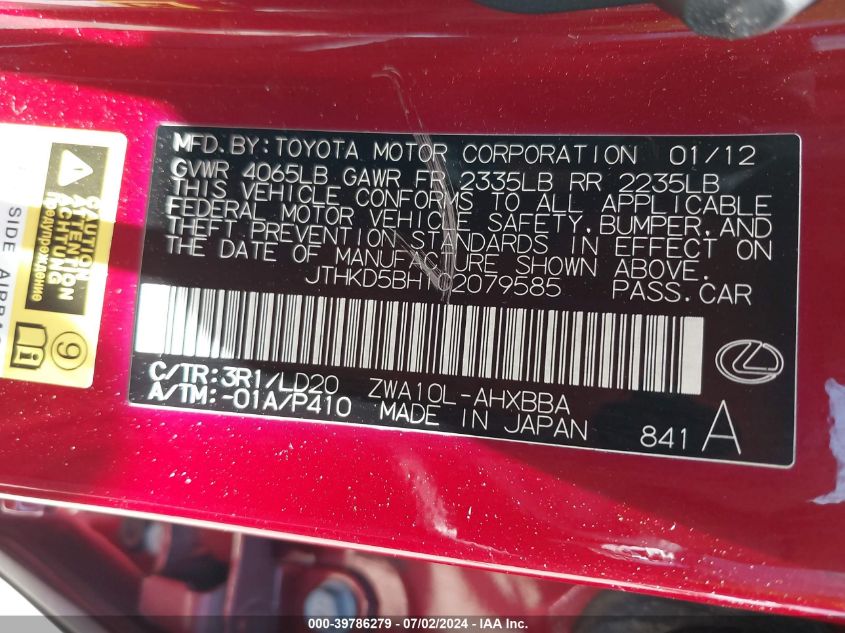 MFD.BY:TOYOTA MOTOR CORPORATION 01/12
GVWR 4065LB GAWR FR 2335LB RR 2235LB
THIS VEHICLE CONFORMS TO ALL APPLICABLE
FEDERAL MOTOR VEHICLE SAFETY,BUMPER,AND
THEFT PREVENTION STANDARDS IN EFFECT ON
THE DATE OF MANUFACTURE SHOWN ABOVE.
JTHKD5BH1C2079585 PASS.CAR
C/TR:3R1/LD20 ZWA10L-AHXBBA
A/TM:-01A/P410 MADE IN JAPAN
841 A
CAUTION
ATTENTION
ACHTUNG
Предупреждение
SIDE
9
000-39786279 - 07/02/2024 - IAA Inc.